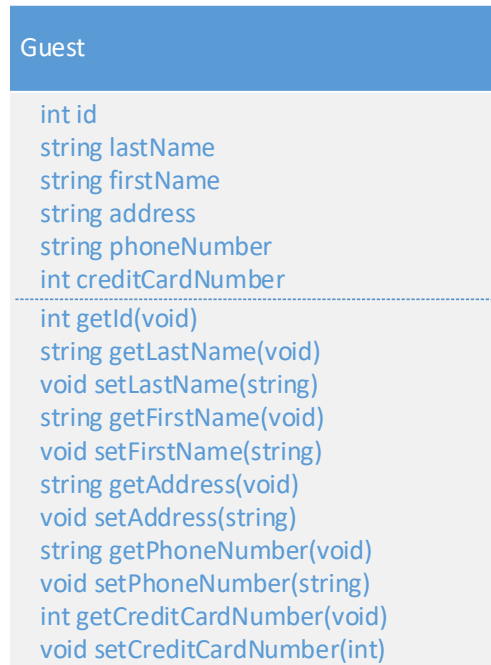 Guest
int id
string lastName
string firstName
string address
string phoneNumber
int creditCardNumber
int getId(void)
string getLastName(void)
void setLastName(string)
string getFirstName(void)
void setFirstName(string)
string getAddress(void)
void setAddress(string)
string getPhoneNumber(void)
void setPhoneNumber(string)
int getCreditCardNumber(void)
void setCreditCardNumber(int)